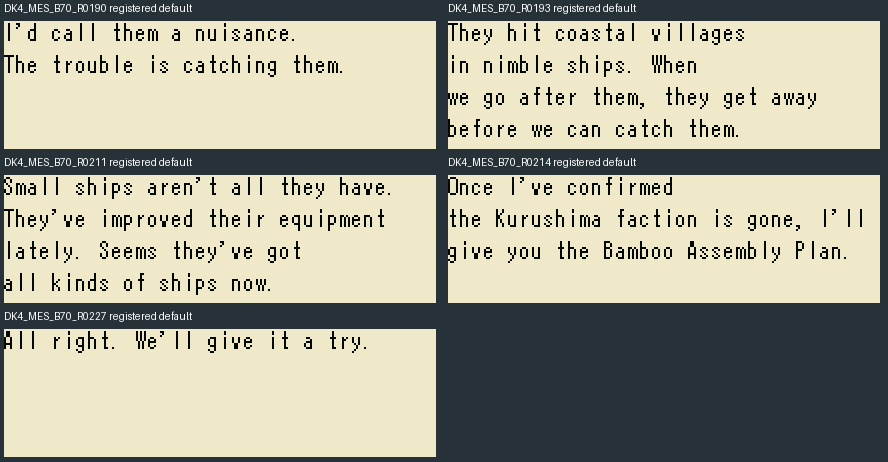 DK4_MES_B70_R0190 registered default
I'd call them a nuisance.
The trouble is catching them.
DK4_MES_B70_R0193 registered default
They hit coastal villages
in nimble ships. When
we go after them, they get away
before we can catch them.
DK4_MES_B70_R0211 registered default
Small ships aren't all they have.
They've improved their equipment
lately. Seems they've got
all kinds of ships now.
DK4_MES_B70_R0214 registered default
Once I've confirmed
the Kurushima faction is gone, I'll
give you the Bamboo Assembly Plan.
DK4_MES_B70_R0227 registered default
All right. We'll give it a try.